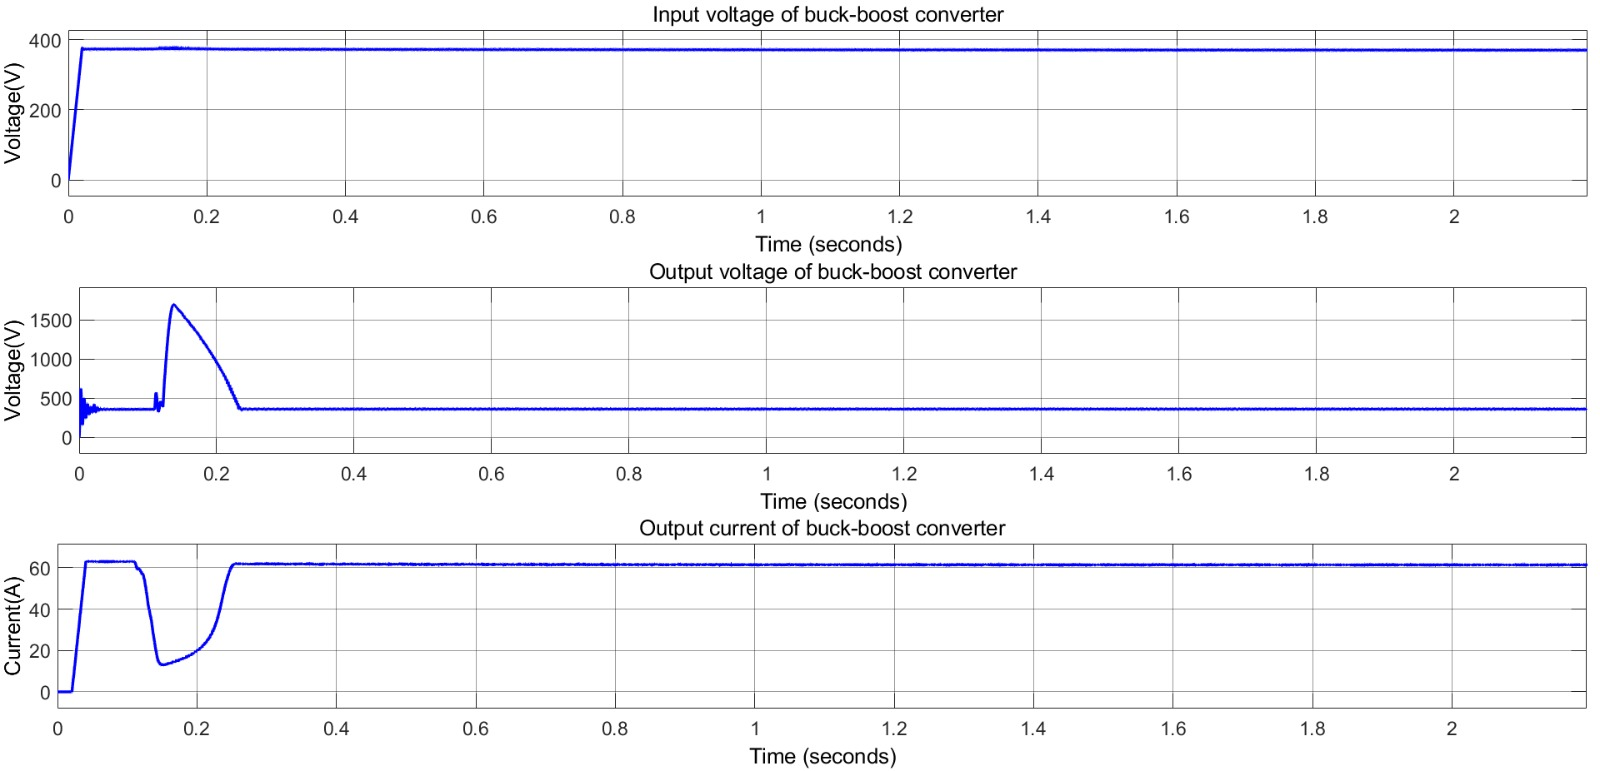 Input voltage of buck-boost converter
Voltage(V)
400
200
0
0 0.2 0.4 0.6 0.8 1 1.2 1.4 1.6 1.8 2
Time (seconds)
Output voltage of buck-boost converter
Voltage(V)
1500
1000
500
0
0 0.2 0.4 0.6 0.8 1 1.2 1.4 1.6 1.8 2
Time (seconds)
Output current of buck-boost converter
Current(A)
60
40
20
0
0 0.2 0.4 0.6 0.8 1 1.2 1.4 1.6 1.8 2
Time (seconds)